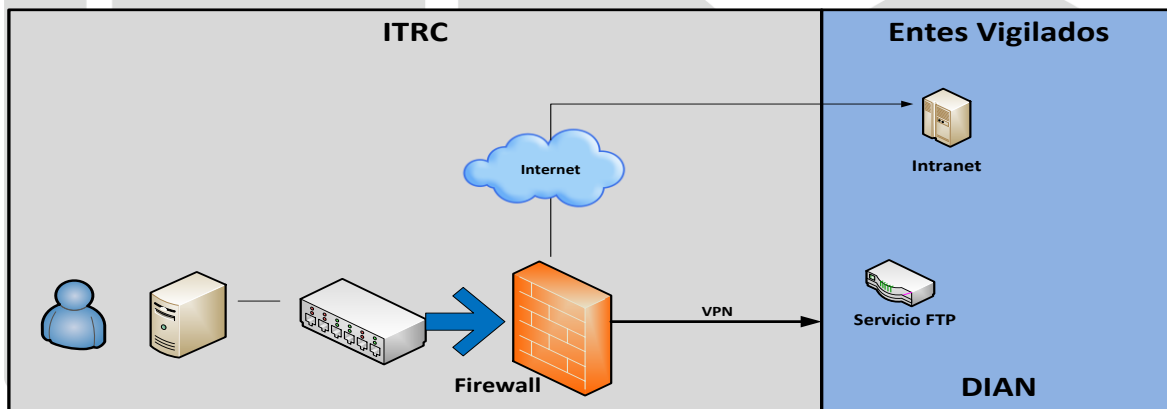 ITRC
Entes Vigilados
Internet
Intranet
VPN
Servicio FTP
Firewall
DIAN